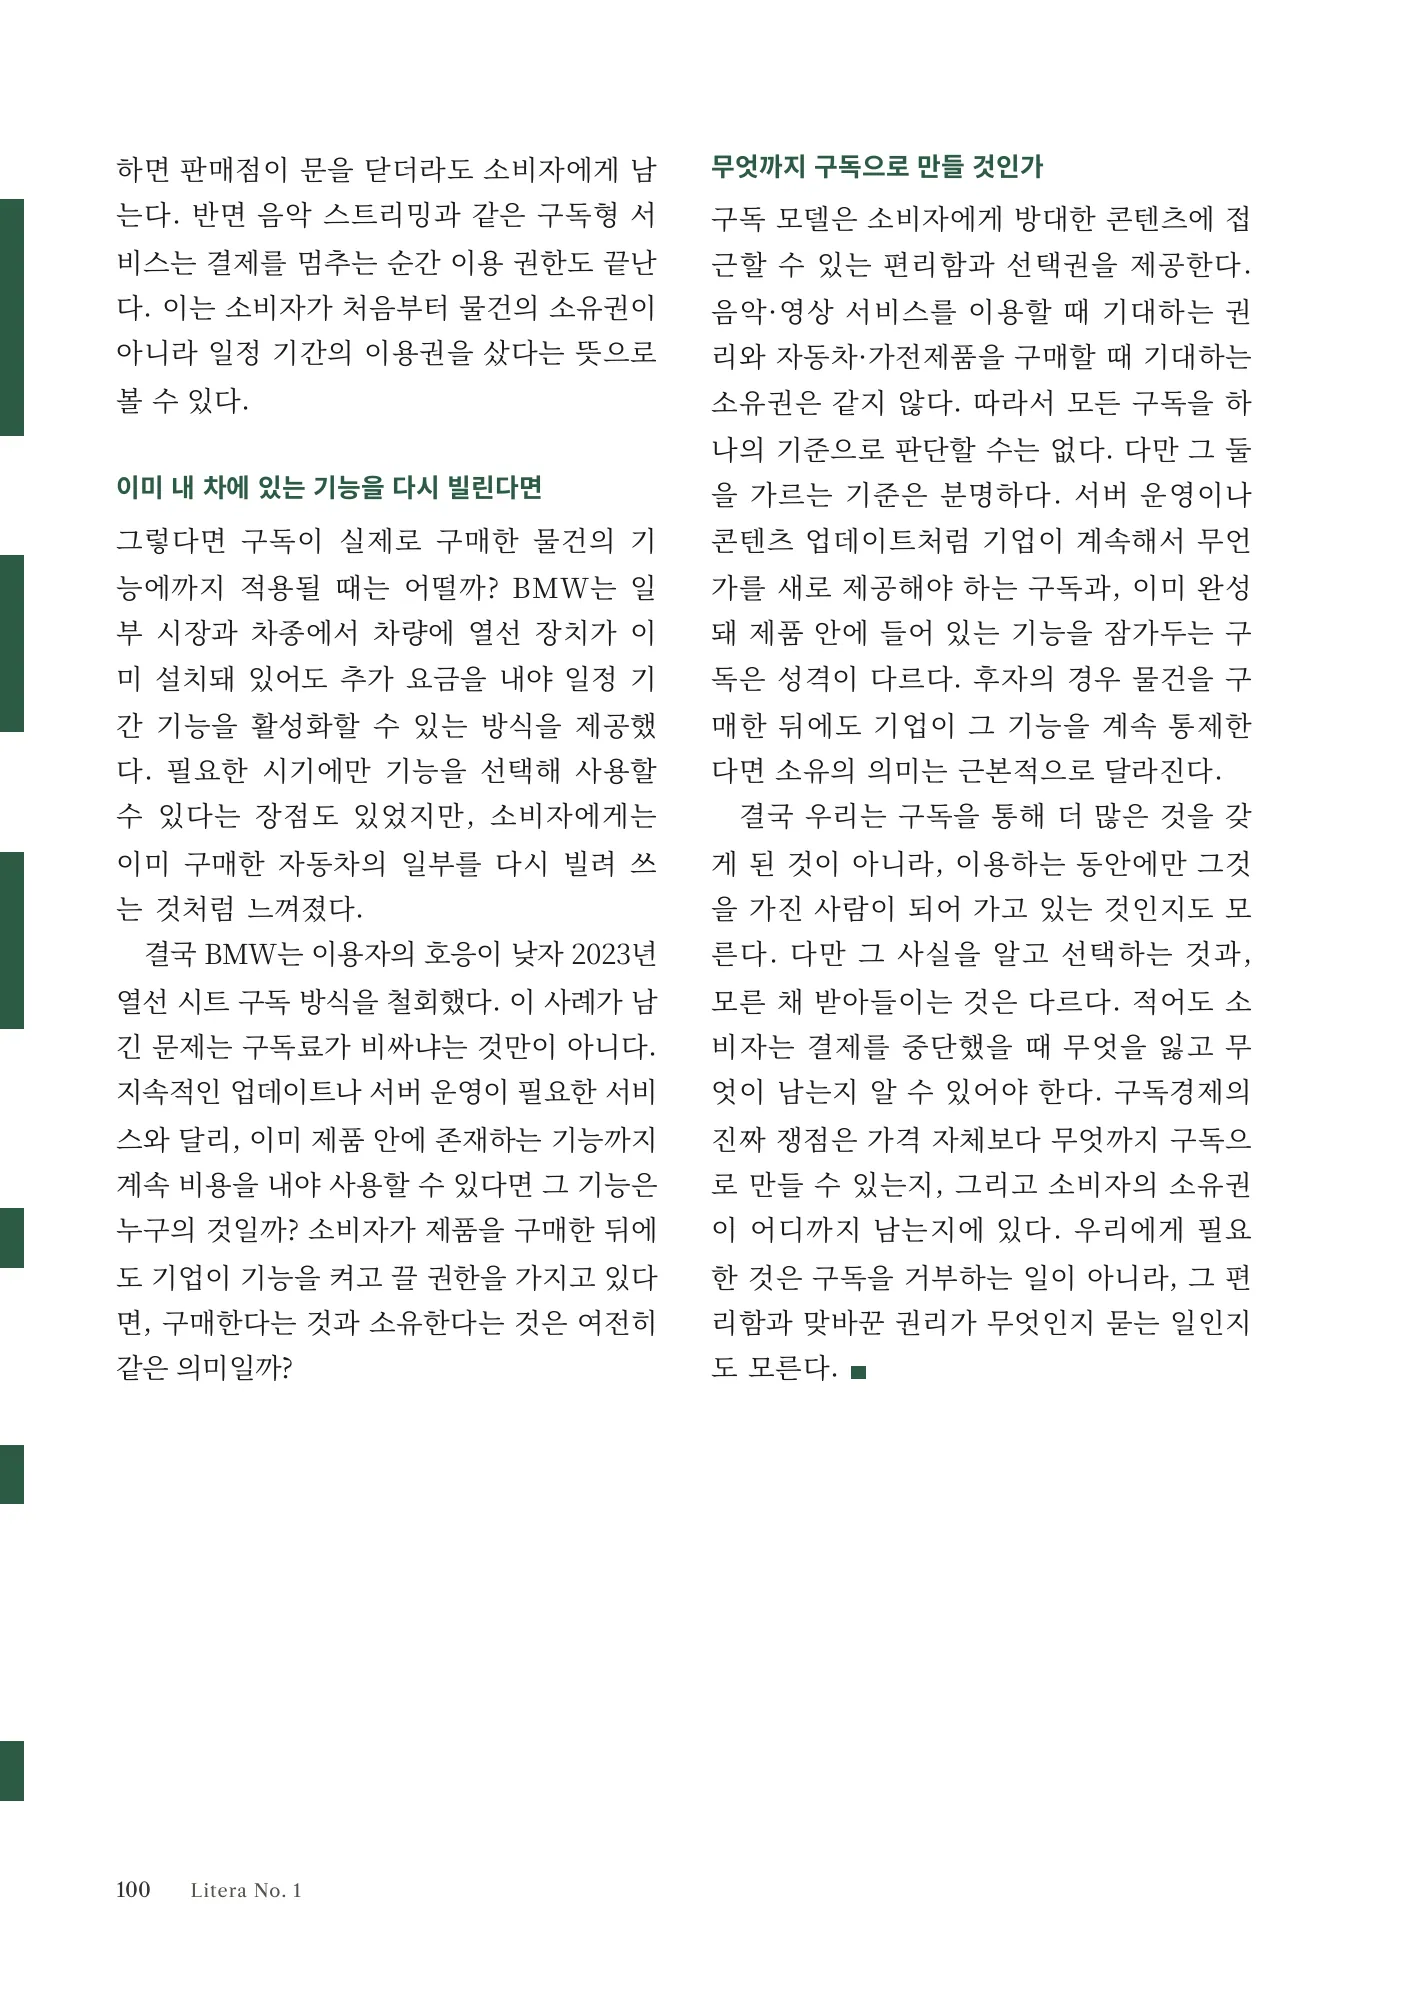 하면 판매점이 문을 닫더라도 소비자에게 남
는다. 반면 음악 스트리밍과 같은 구독형 서
비스는 결제를 멈추는 순간 이용 권한도 끝난
다. 이는 소비자가 처음부터 물건의 소유권이
아니라 일정 기간의 이용권을 샀다는 뜻으로
볼 수 있다.
이미 내 차에 있는 기능을 다시 빌린다면
그렇다면 구독이 실제로 구매한 물건의 기
능에까지 적용될 때는 어떨까? BMW는 일
부 시장과 차종에서 차량에 열선 장치가 이
미 설치돼 있어도 추가 요금을 내야 일정 기
간 기능을 활성화할 수 있는 방식을 제공했
다. 필요한 시기에만 기능을 선택해 사용할
수 있다는 장점도 있었지만, 소비자에게는
이미 구매한 자동차의 일부를 다시 빌려 쓰
는 것처럼 느껴졌다.
결국 BMW는 이용자의 호응이 낮자 2023년
열선 시트 구독 방식을 철회했다. 이 사례가 남
긴 문제는 구독료가 비싸냐는 것만이 아니다.
지속적인 업데이트나 서버 운영이 필요한 서비
스와 달리, 이미 제품 안에 존재하는 기능까지
계속 비용을 내야 사용할 수 있다면 그 기능은
누구의 것일까? 소비자가 제품을 구매한 뒤에
도 기업이 기능을 켜고 끌 권한을 가지고 있다
면, 구매한다는 것과 소유한다는 것은 여전히
같은 의미일까?
무엇까지 구독으로 만들 것인가
구독 모델은 소비자에게 방대한 콘텐츠에 접
근할 수 있는 편리함과 선택권을 제공한다.
음악·영상 서비스를 이용할 때 기대하는 권
리와 자동차·가전제품을 구매할 때 기대하는
소유권은 같지 않다. 따라서 모든 구독을 하
나의 기준으로 판단할 수는 없다. 다만 그 둘
을 가르는 기준은 분명하다. 서버 운영이나
콘텐츠 업데이트처럼 기업이 계속해서 무언
가를 새로 제공해야 하는 구독과, 이미 완성
돼 제품 안에 들어 있는 기능을 잠가두는 구
독은 성격이 다르다. 후자의 경우 물건을 구
매한 뒤에도 기업이 그 기능을 계속 통제한
다면 소유의 의미는 근본적으로 달라진다.
결국 우리는 구독을 통해 더 많은 것을 갖
게 된 것이 아니라, 이용하는 동안에만 그것
을 가진 사람이 되어 가고 있는 것인지도 모
른다. 다만 그 사실을 알고 선택하는 것과,
모른 채 받아들이는 것은 다르다. 적어도 소
비자는 결제를 중단했을 때 무엇을 잃고 무
엇이 남는지 알 수 있어야 한다. 구독경제의
진짜 쟁점은 가격 자체보다 무엇까지 구독으
로 만들 수 있는지, 그리고 소비자의 소유권
이 어디까지 남는지에 있다. 우리에게 필요
한 것은 구독을 거부하는 일이 아니라, 그 편
리함과 맞바꾼 권리가 무엇인지 묻는 일인지
도 모른다. ■
100 Litera No. 1